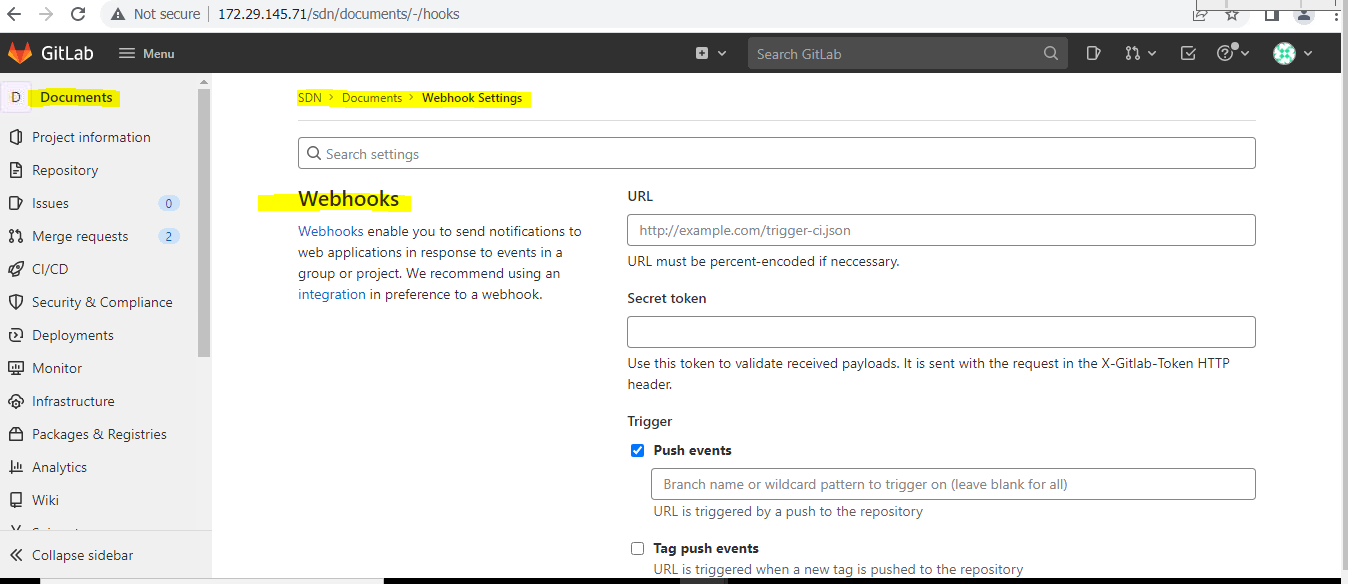 Not secure 172.29.145.71/sdn/documents/-/hooks
GitLab Menu Search GitLab
D Documents
Project information
Repository
Issues 0
Merge requests 2
CI/CD
Security & Compliance
Deployments
Monitor
Infrastructure
Packages & Registries
Analytics
Wiki
Collapse sidebar
SDN > Documents > Webhook Settings
Search settings
Webhooks
Webhooks enable you to send notifications to
web applications in response to events in a
group or project. We recommend using an
integration in preference to a webhook.
URL
http://example.com/trigger-ci.json
URL must be percent-encoded if neccessary.
Secret token
Use this token to validate received payloads. It is sent with the request in the X-Gitlab-Token HTTP
header.
Trigger
Push events
Branch name or wildcard pattern to trigger on (leave blank for all)
URL is triggered by a push to the repository
Tag push events
URL is triggered when a new tag is pushed to the repository